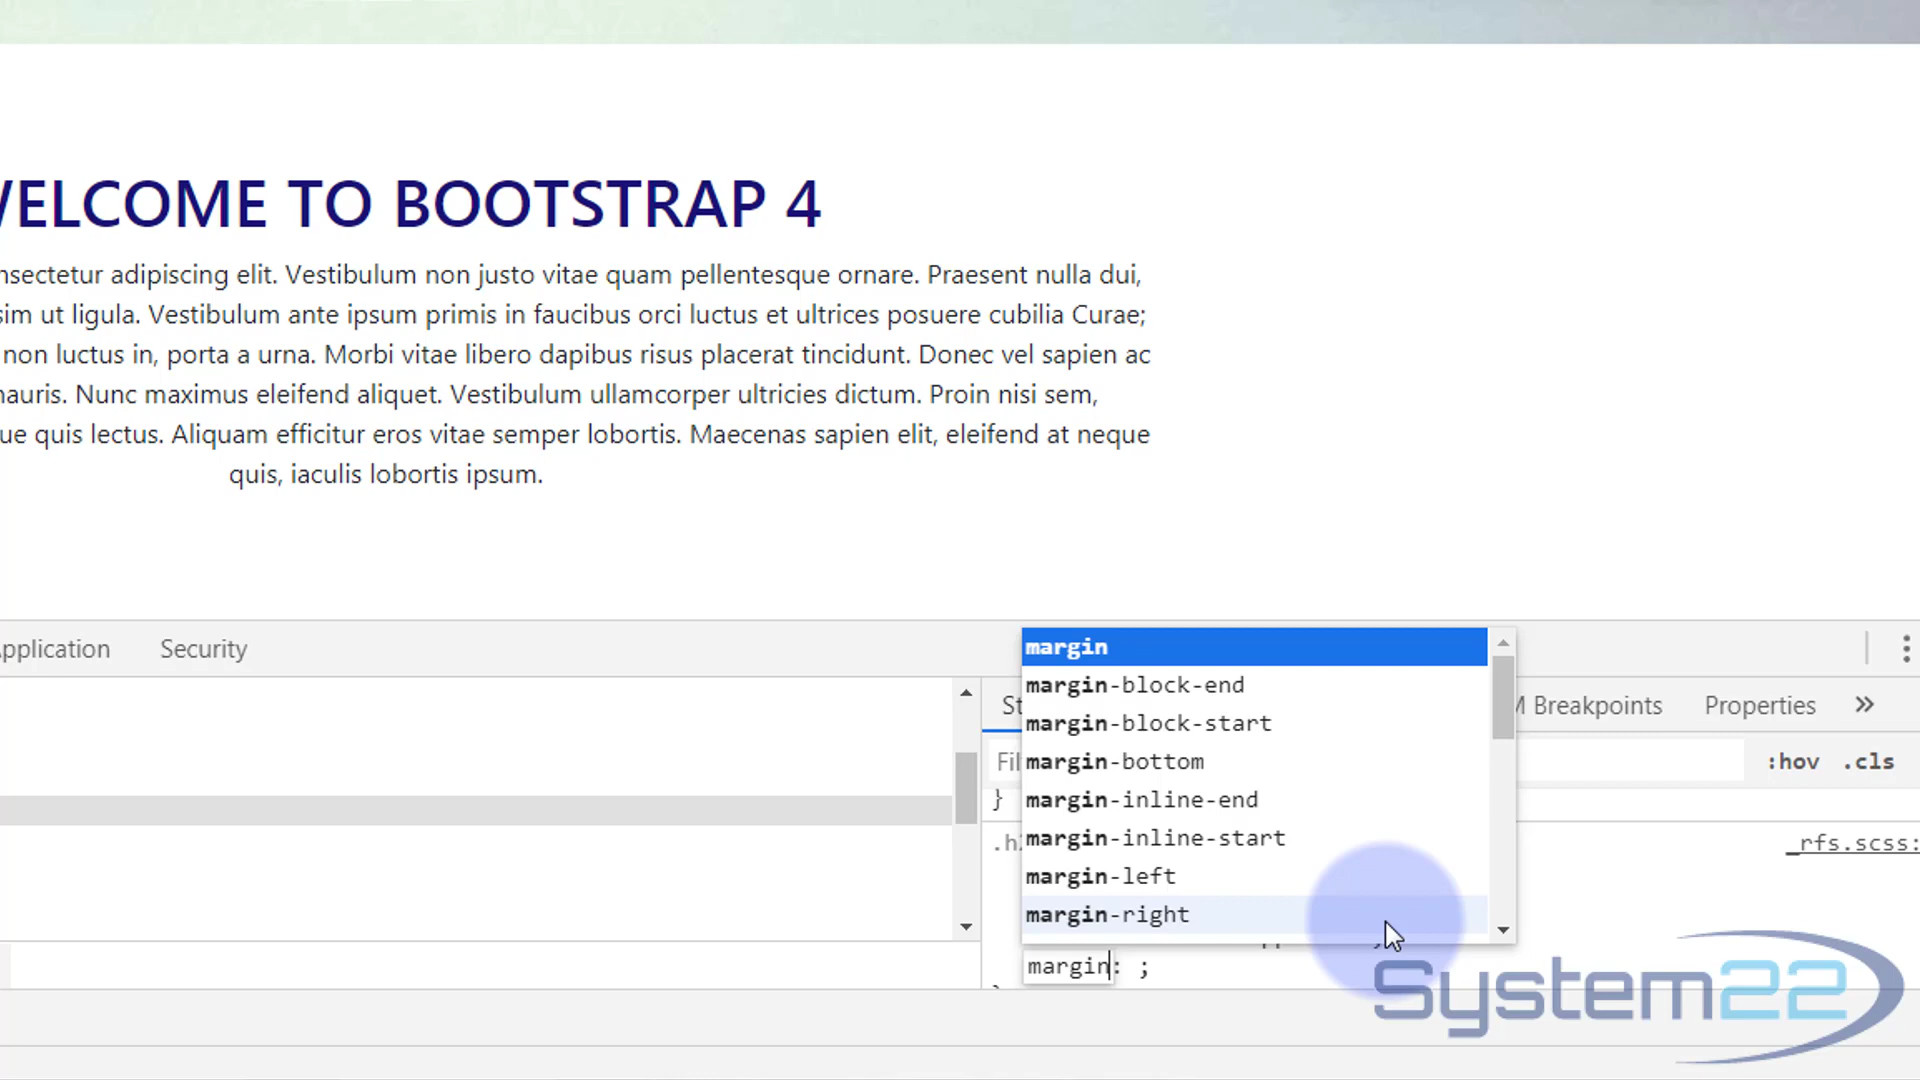 WELCOME TO BOOTSTRAP 4
nsectetur adipiscing elit. Vestibulum non justo vitae quam pellentesque ornare. Praesent nulla dui,
sim ut ligula. Vestibulum ante ipsum primis in faucibus orci luctus et ultrices posuere cubilia Curae;
non luctus in, porta a urna. Morbi vitae libero dapibus risus placerat tincidunt. Donec vel sapien ac
mauris. Nunc maximus eleifend aliquet. Vestibulum ullamcorper ultricies dictum. Proin nisi sem,
ue quis lectus. Aliquam efficitur eros vitae semper lobortis. Maecenas sapien elit, eleifend at neque
quis, iaculis lobortis ipsum.
Application Security
margin
margin-block-end
margin-block-start
margin-bottom
margin-inline-end
margin-inline-start
margin-left
margin-right
St
M Breakpoints Properties »
Fil
:hov .cls
}
.h
_rfs.scss:
margin: ;
System22